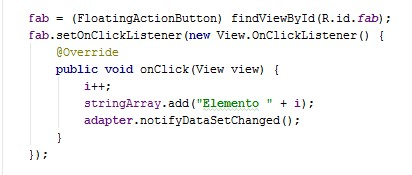 fab = (FloatingActionButton) findViewById(R.id.fab);
fab.setOnClickListener(new View.OnClickListener() {
@Override
public void onClick(View view) {
i++;
stringArray.add("Elemento " + i);
adapter.notifyDataSetChanged();
}
});